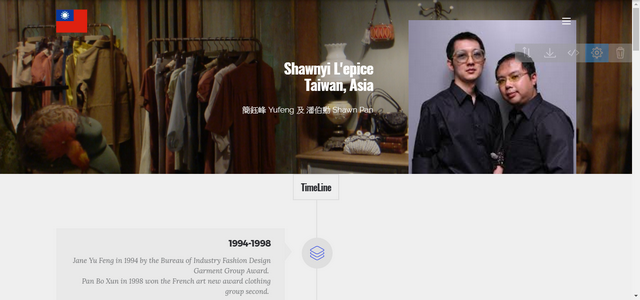 Shawnyi L'epice
Taiwan, Asia
簡鈺峰 Yufeng 及 潘伯勳 Shawn Pan
TimeLine
1994-1998
Jane Yu Feng in 1994 by the Bureau of Industry Fashion Design
Garment Group Award.
Pan Bo Xun in 1998 won the French art new award clothing
group second.